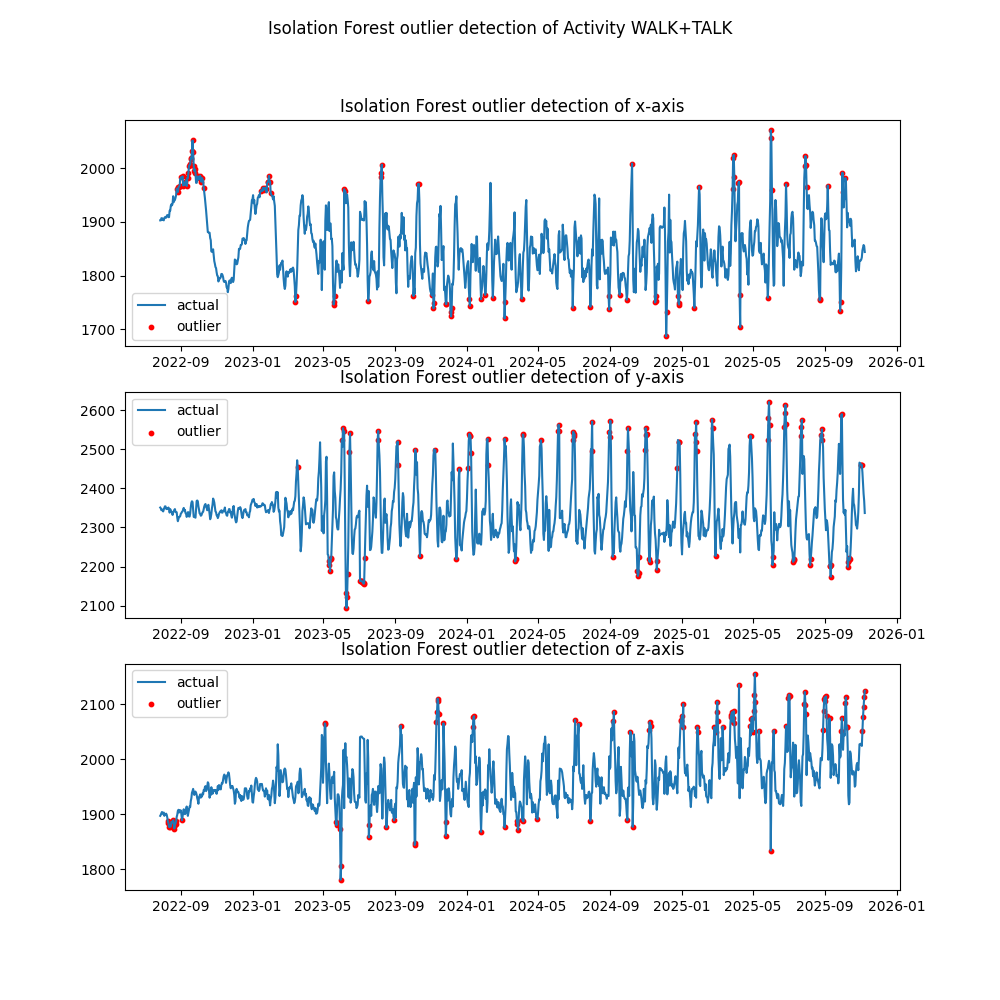 Isolation Forest outlier detection of Activity WALK+TALK
Isolation Forest outlier detection of x-axis
2000
1900
1800
1700
actual
outlier
2022-09 2023-01 2023-05 2023-09 2024-01 2024-05 2024-09 2025-01 2025-05 2025-09 2026-01
Isolation Forest outlier detection of y-axis
2600
2500
2400
2300
2200
2100
actual
outlier
2022-09 2023-01 2023-05 2023-09 2024-01 2024-05 2024-09 2025-01 2025-05 2025-09 2026-01
Isolation Forest outlier detection of z-axis
2100
2000
1900
1800
actual
outlier
2022-09 2023-01 2023-05 2023-09 2024-01 2024-05 2024-09 2025-01 2025-05 2025-09 2026-01